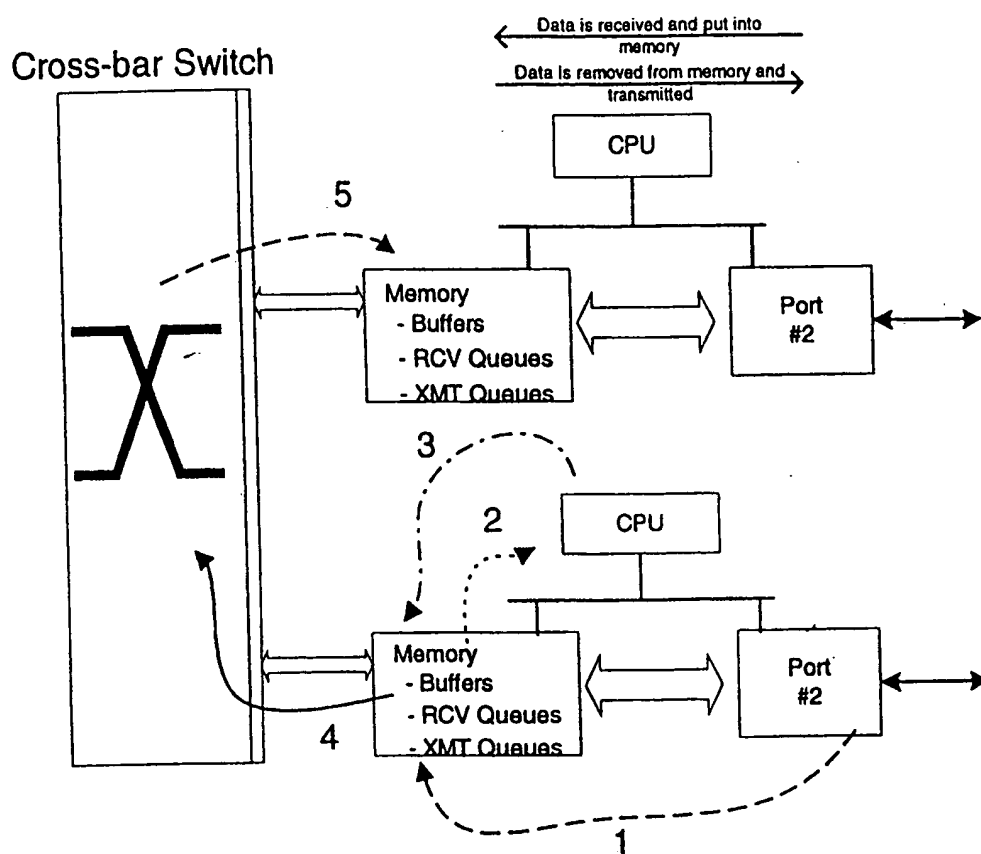 Data is received and put into
memory
Cross-bar Switch
Data is removed from memory and
transmitted
CPU
5
Memory
- Buffers
- RCV Queues
- XMT Queues
Port
#2
3
2
CPU
Memory
- Buffers
- RCV Queues
- XMT Queues
Port
#2
4
1